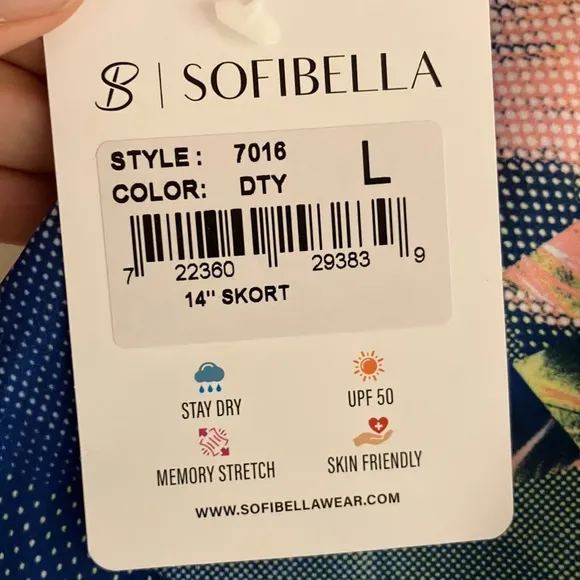 SB | SOFIBELLA
STYLE: 7016 L
COLOR: DTY
7 22360 29383 9
14" SKORT
STAY DRY
UPF 50
MEMORY STRETCH
SKIN FRIENDLY
WWW.SOFIBELLAWEAR.COM